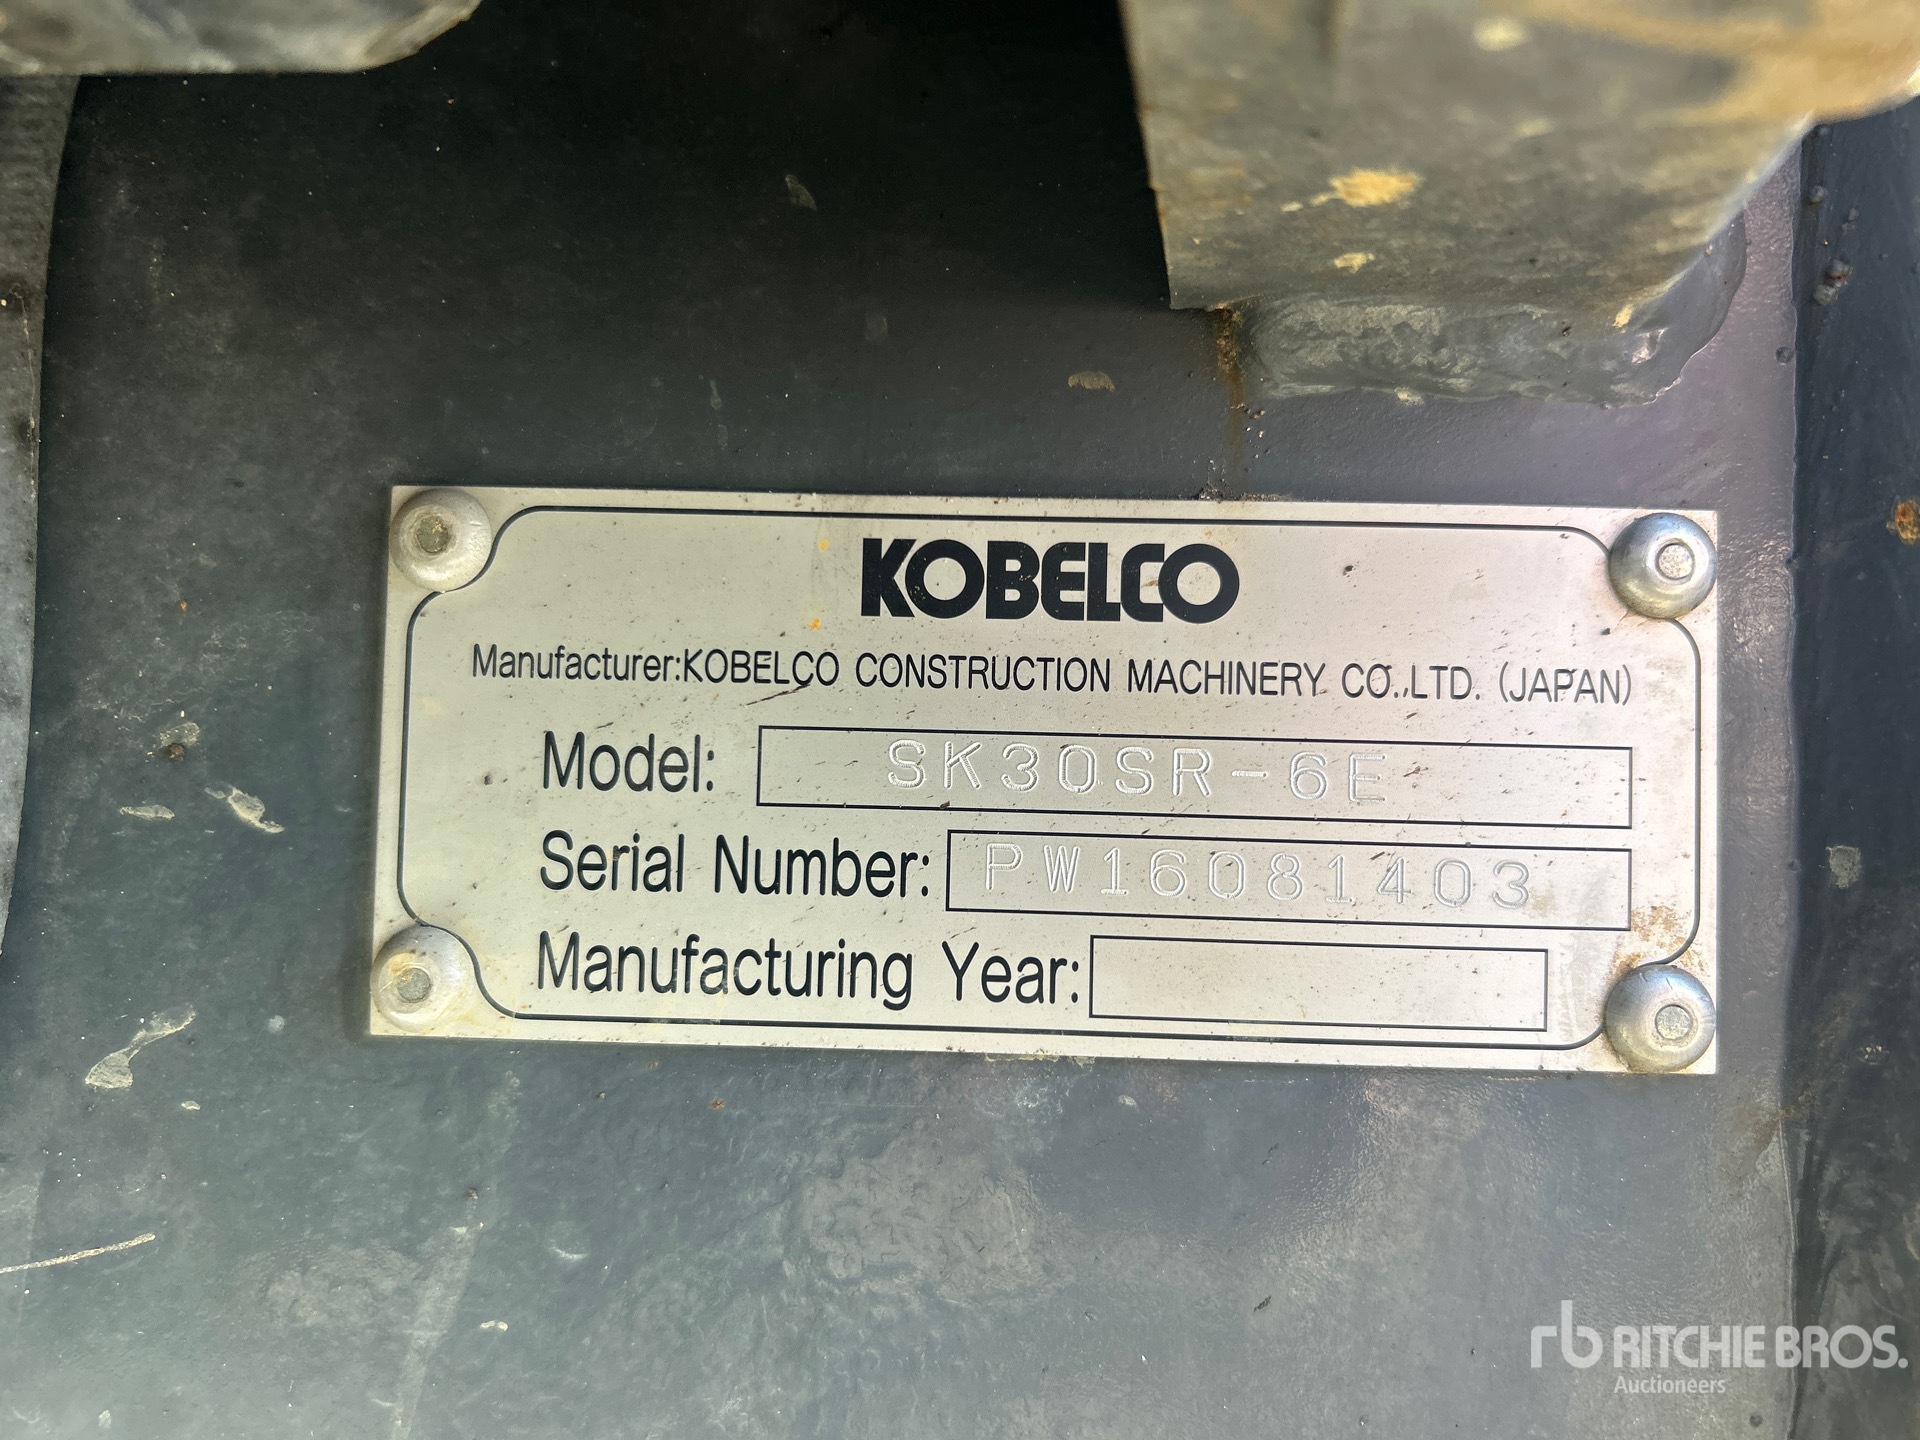 KOBELCO
Manufacturer:KOBELCO CONSTRUCTION MACHINERY CO.,LTD. (JAPAN)
Model: SK30SR-6E
Serial Number: PW16081403
Manufacturing Year:
rb RITCHIE BROS.
Auctioneers